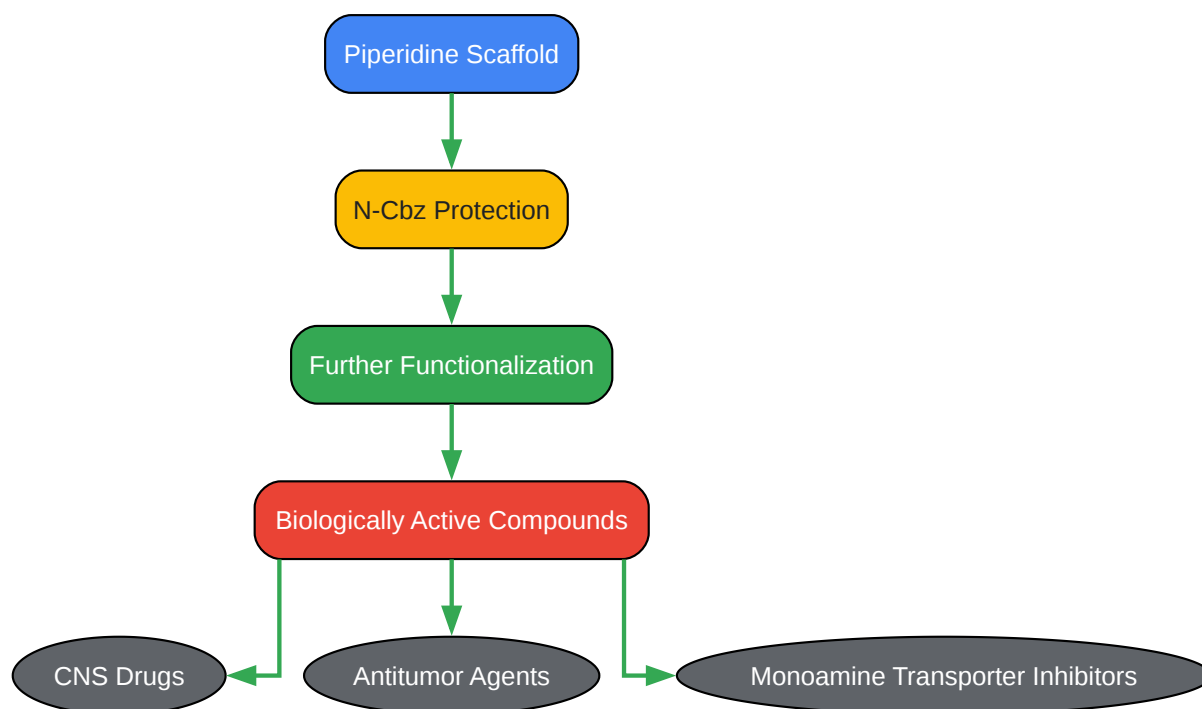 Piperidine Scaffold
N-Cbz Protection
Further Functionalization
Biologically Active Compounds
CNS Drugs
Antitumor Agents
Monoamine Transporter Inhibitors